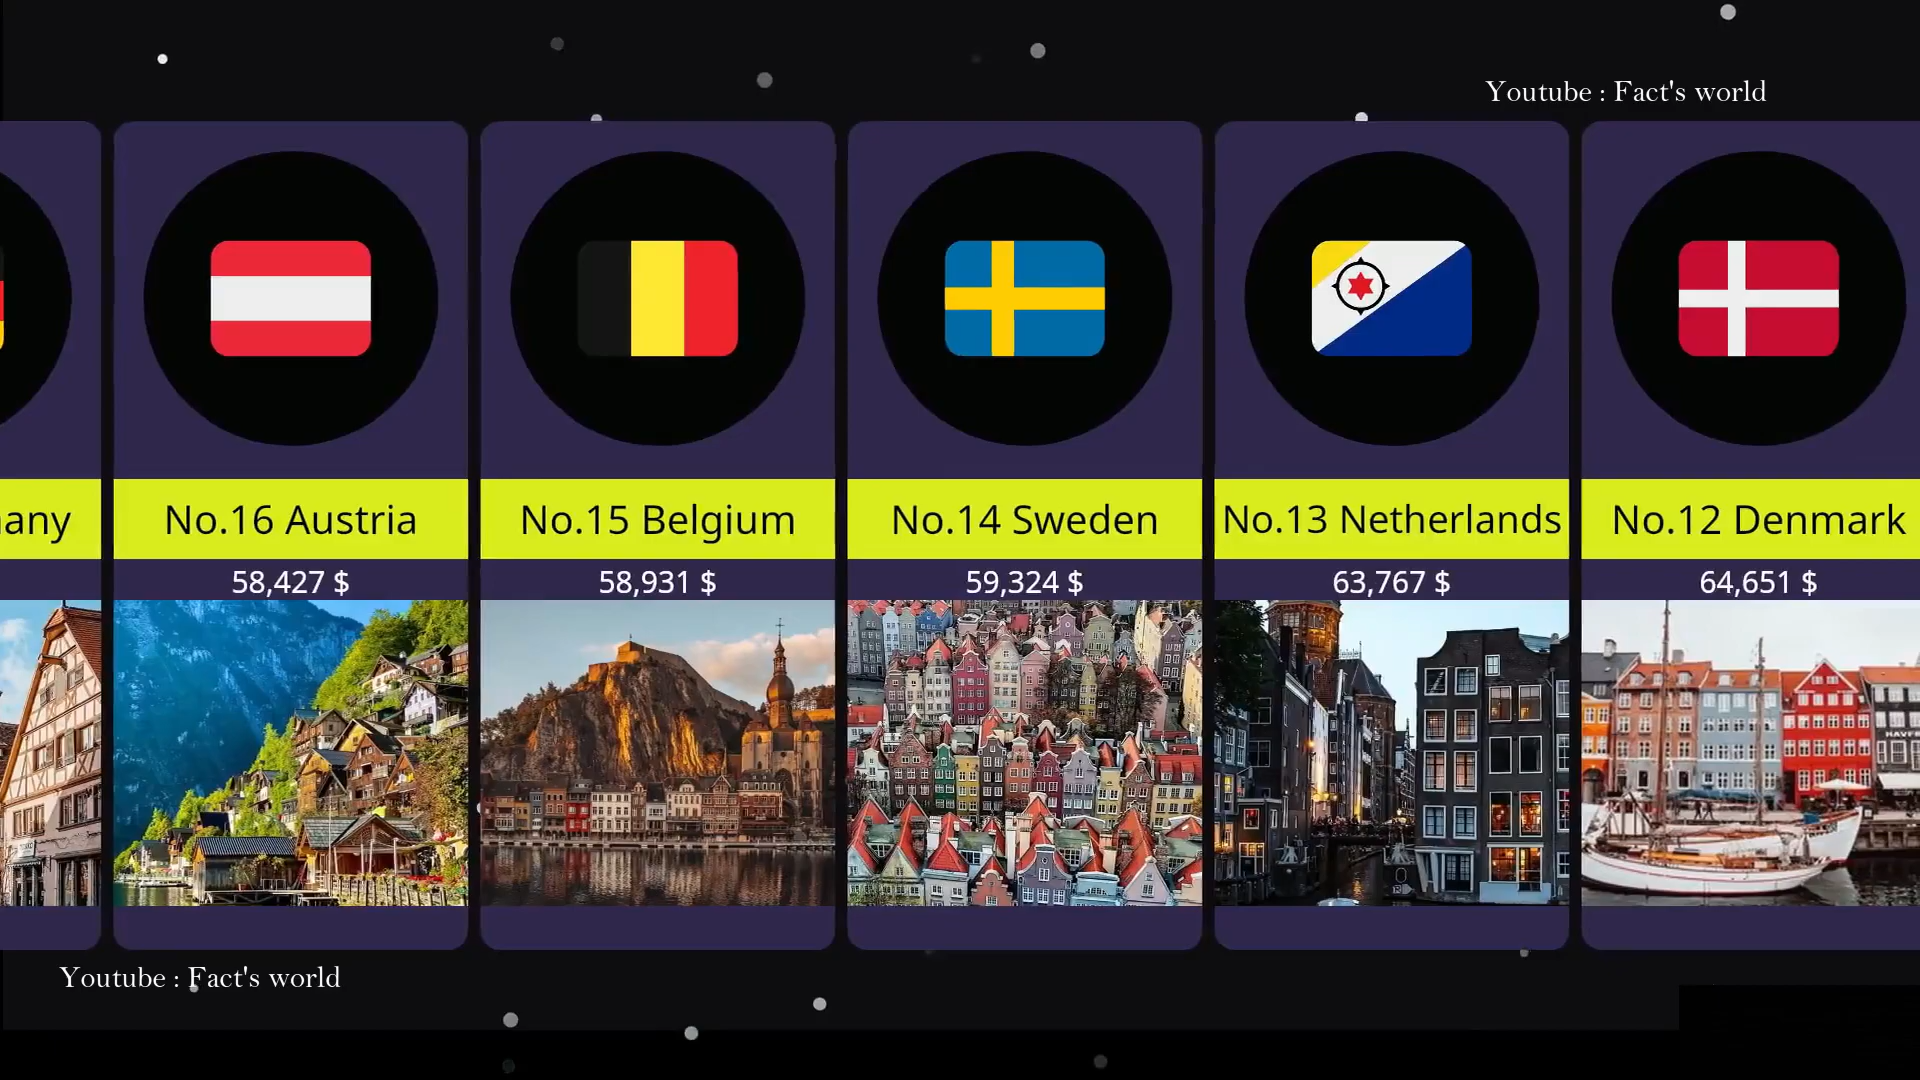 Youtube : Fact's world
any
No.16 Austria
58,427 $
No.15 Belgium
58,931 $
No.14 Sweden
59,324 $
No.13 Netherlands
63,767 $
No.12 Denmark
64,651 $
Youtube : Fact's world